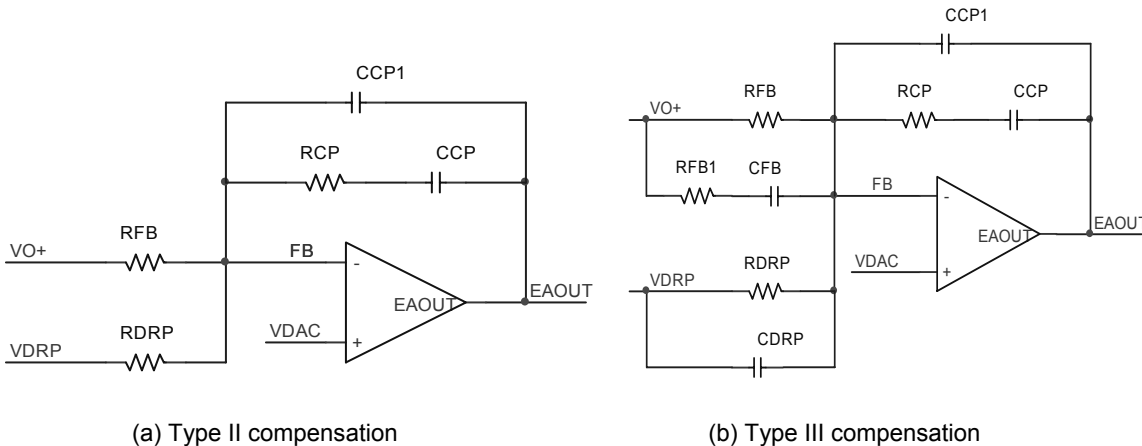 CCP1
RCP
CCP
RFB
VO+
FB
EAOUT
EAOUT
RDRP
VDRP
VDAC
-
+
(a) Type II compensation
CCP1
RFB
RCP
CCP
VO+
RFB1
CFB
FB
-
EAOUT
EAOUT
VDAC
+
RDRP
VDRP
CDRP
(b) Type III compensation